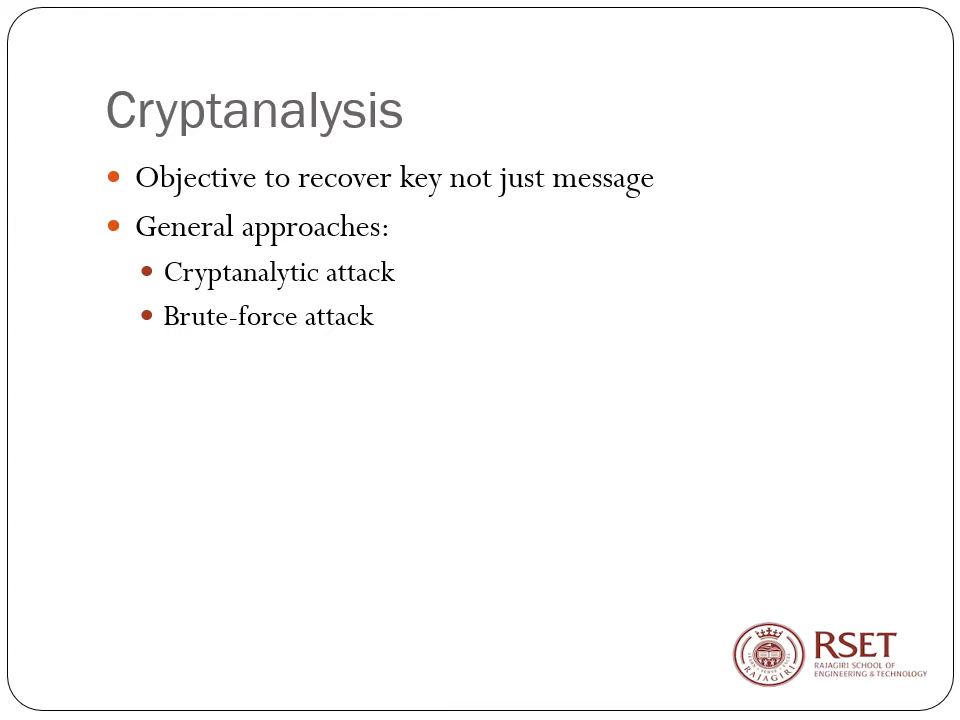 Cryptanalysis
Objective to recover key not just message
General approaches:
Cryptanalytic attack
Brute-force attack
RSET
RAJAGIRI SCHOOL OF
ENGINEERING & TECHNOLOGY
RAJAGIRI